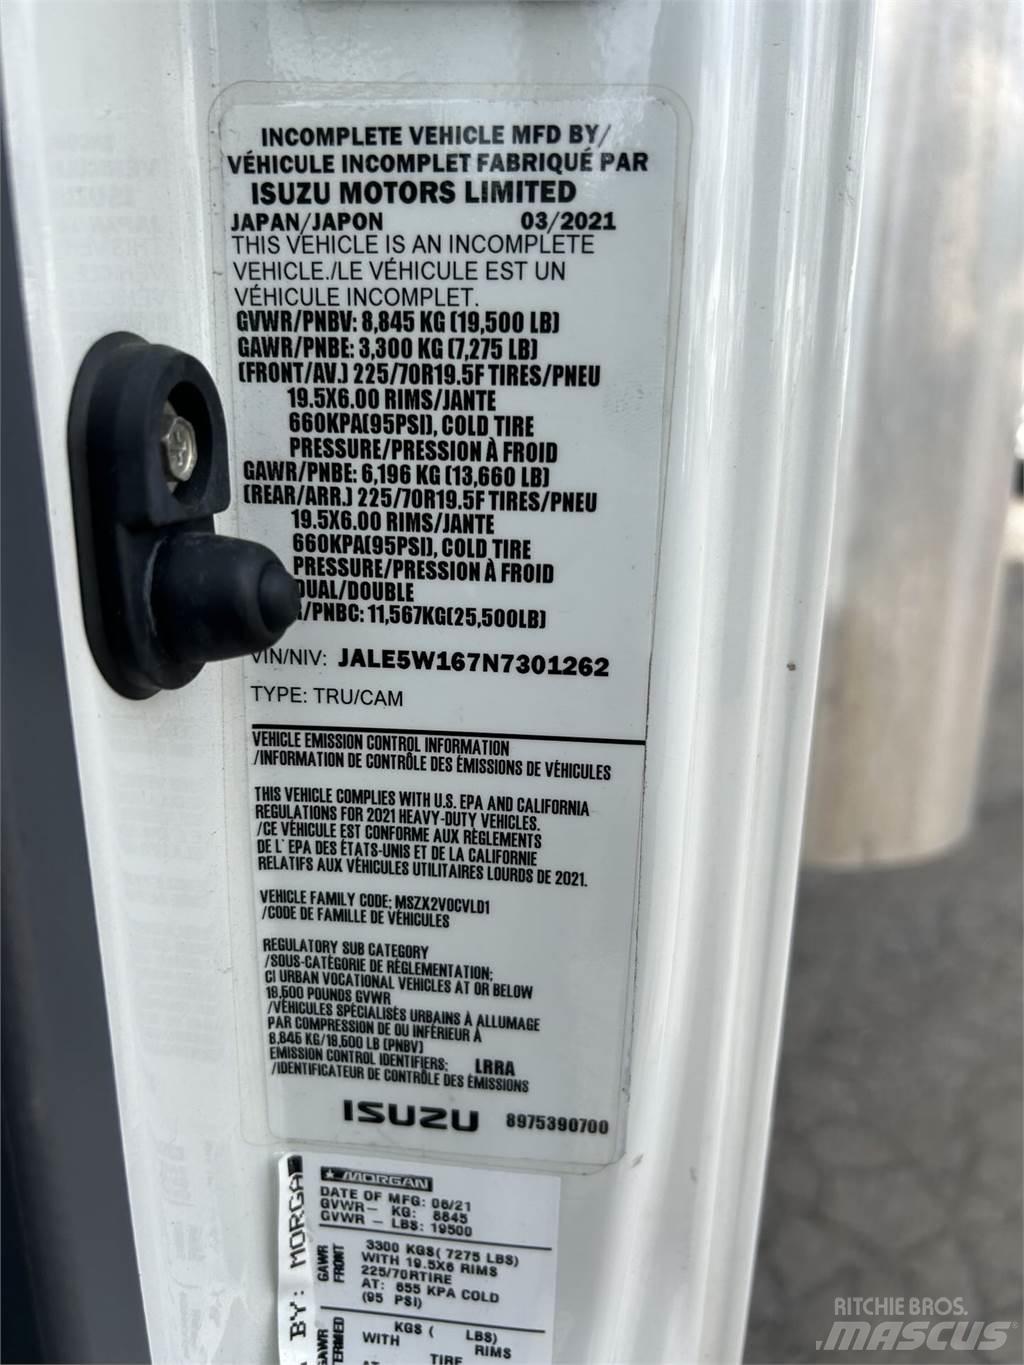 INCOMPLETE VEHICLE MFD BY/
VÉHICULE INCOMPLET FABRIQUÉ PAR
ISUZU MOTORS LIMITED
JAPAN/JAPON 03/2021
THIS VEHICLE IS AN INCOMPLETE
VEHICLE./LE VÉHICULE EST UN
VÉHICULE INCOMPLET.
GVWR/PNBV: 8,845 KG (19,500 LB)
GAWR/PNBE: 3,300 KG (7,275 LB)
(FRONT/AV.) 225/70R19.5F TIRES/PNEU
19.5X6.00 RIMS/JANTE
660KPA(95PSI), COLD TIRE
PRESSURE/PRESSION À FROID
GAWR/PNBE: 6,196 KG (13,660 LB)
(REAR/ARR.) 225/70R19.5F TIRES/PNEU
19.5X6.00 RIMS/JANTE
660KPA(95PSI), COLD TIRE
PRESSURE/PRESSION À FROID
DUAL/DOUBLE
/PNBC: 11,567KG(25,500LB)
VIN/NIV: JALE5W167N7301262
TYPE: TRU/CAM
VEHICLE EMISSION CONTROL INFORMATION
/INFORMATION DE CONTRÔLE DES ÉMISSIONS DE VÉHICULES
THIS VEHICLE COMPLIES WITH U.S. EPA AND CALIFORNIA
REGULATIONS FOR 2021 HEAVY-DUTY VEHICLES.
/CE VÉHICULE EST CONFORME AUX RÈGLEMENTS
DE L' EPA DES ÉTATS-UNIS ET DE LA CALIFORNIE
RELATIFS AUX VÉHICULES UTILITAIRES LOURDS DE 2021.
VEHICLE FAMILY CODE: MSZX2VOCVLD1
/CODE DE FAMILLE DE VÉHICULES
REGULATORY SUB CATEGORY
/SOUS-CATÉGORIE DE RÉGLEMENTATION:
CI URBAN VOCATIONAL VEHICLES AT OR BELOW
19,500 POUNDS GVWR
/VÉHICULES SPÉCIALISÉS URBAINS À ALLUMAGE
PAR COMPRESSION DE OU INFÉRIEUR À
8,845 KG/19,500 LB (PNBV)
EMISSION CONTROL IDENTIFIERS: LRRA
/IDENTIFICATEUR DE CONTRÔLE DES ÉMISSIONS
ISUZU 8975390700
MORGAN
DATE OF MFG: 06/21
GVWR- KG: 8845
GVWR - LBS: 19500
GAWR FRONT
3300 KGS( 7275 LBS)
WITH 19.5X6 RIMS
225/70RTIRE
AT: 655 KPA COLD
(95 PSI)
BY: MORGA
GAWR
KGS ( LBS)
WITH RIMS
TIRE
RITCHIE BROS.
MASCUS